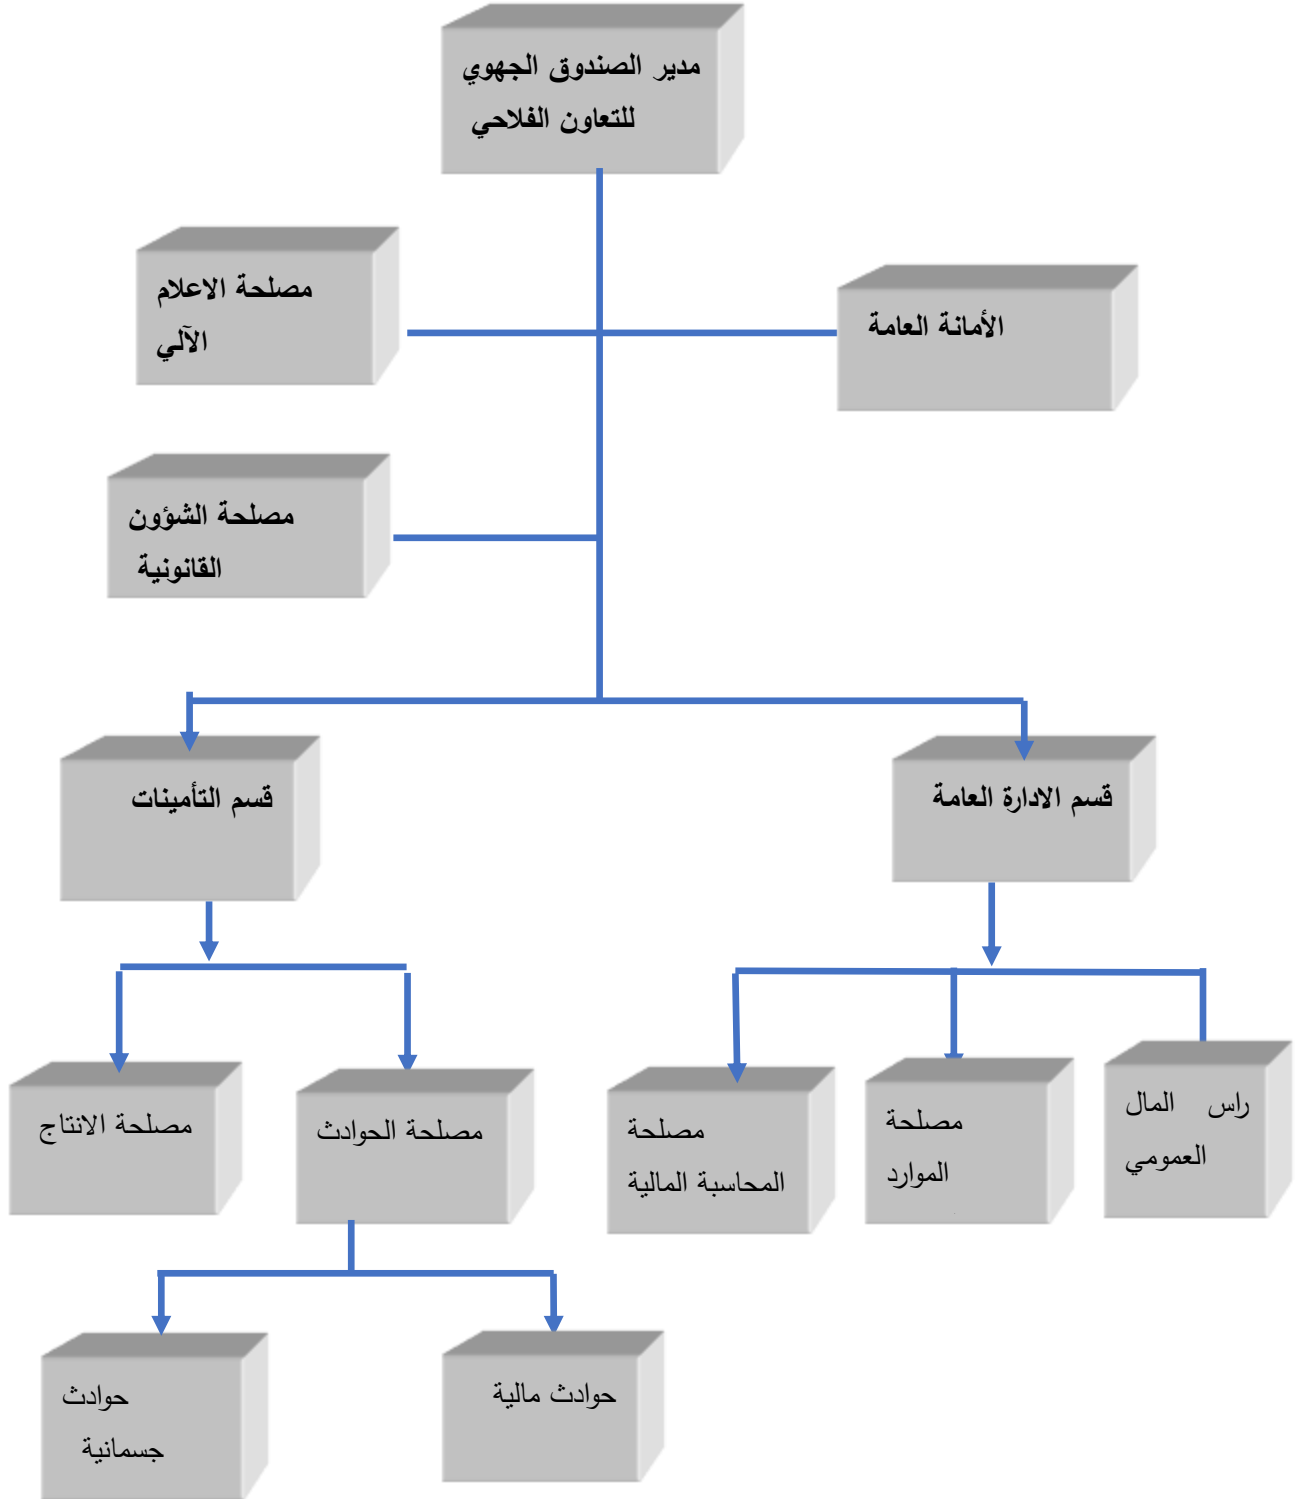 مدير الصندوق الجهوي
للتعاون الفلاحي
الأمانة العامة
مصلحة الاعلام
الآلي
مصلحة الشؤون
القانونية
قسم الادارة العامة
قسم التأمينات
راس المال
العمومي
مصلحة
الموارد
مصلحة
المحاسبة المالية
مصلحة الحوادث
مصلحة الانتاج
حوادث مالية
حوادث
جسمانية